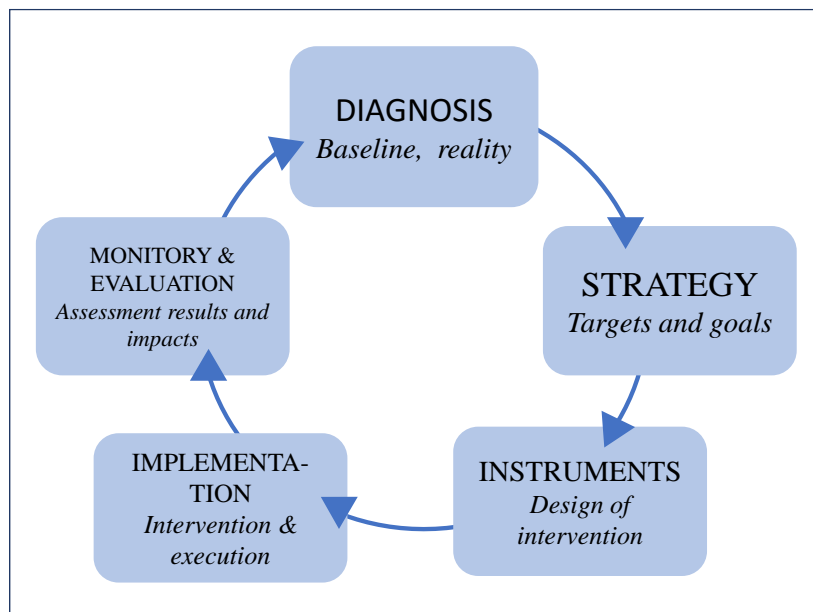 DIAGNOSIS
Baseline, reality
STRATEGY
Targets and goals
INSTRUMENTS
Design of
intervention
IMPLEMENTA-
TION
Intervention &
execution
MONITORY &
EVALUATION
Assessment results and
impacts